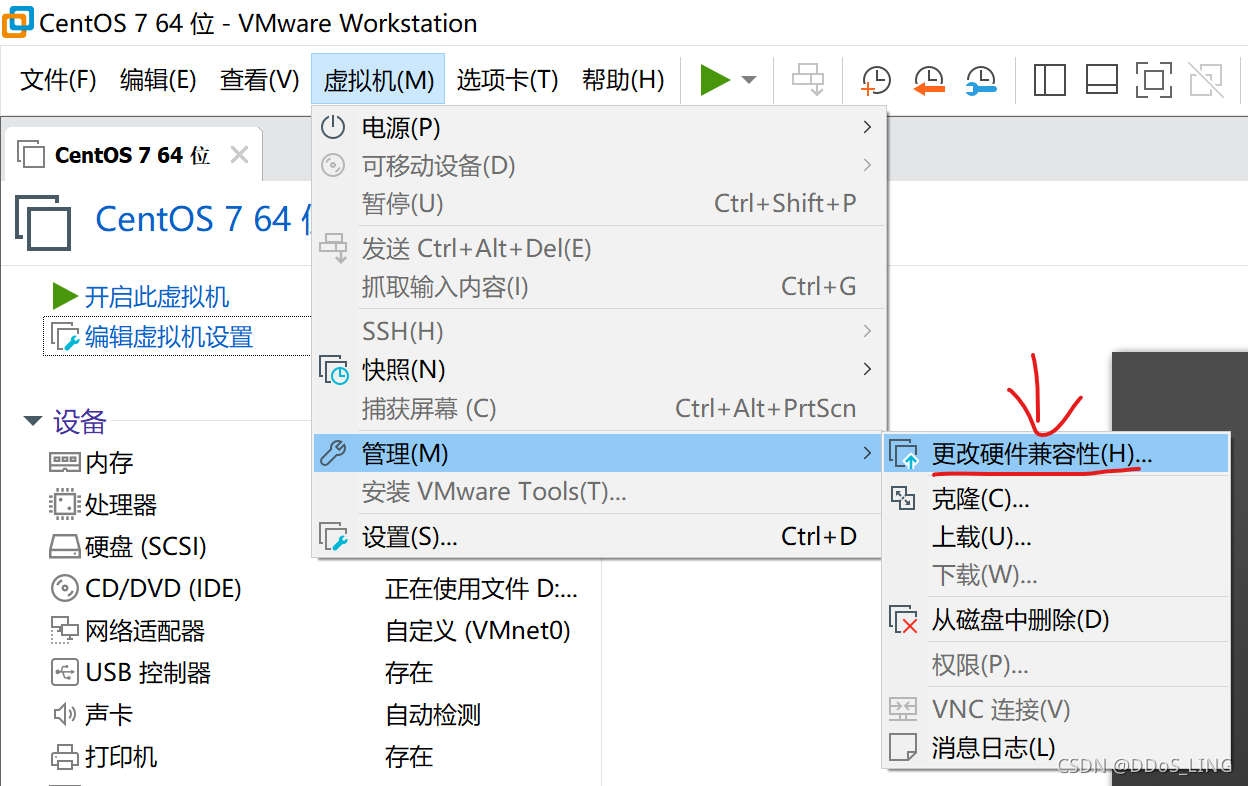 CentOS 7 64 位 - VMware Workstation
文件(F) 编辑(E) 查看(V) 虚拟机(M) 选项卡(T) 帮助(H)
CentOS 7 64 位
CentOS 7 64
开启此虚拟机
编辑虚拟机设置
设备
内存
处理器
硬盘 (SCSI)
CD/DVD (IDE) 正在使用文件 D:...
网络适配器 自定义 (VMnet0)
USB 控制器 存在
声卡 自动检测
打印机 存在
电源(P)
可移动设备(D)
暂停(U) Ctrl+Shift+P
发送 Ctrl+Alt+Del(E)
抓取输入内容(I) Ctrl+G
SSH(H)
快照(N)
捕获屏幕 (C) Ctrl+Alt+PrtScn
管理(M)
安装 VMware Tools(T)...
设置(S)... Ctrl+D
更改硬件兼容性(H)...
克隆(C)...
上载(U)...
下载(W)...
从磁盘中删除(D)
权限(P)...
VNC 连接(V)
消息日志(L)
CSDN @DDoS_LING